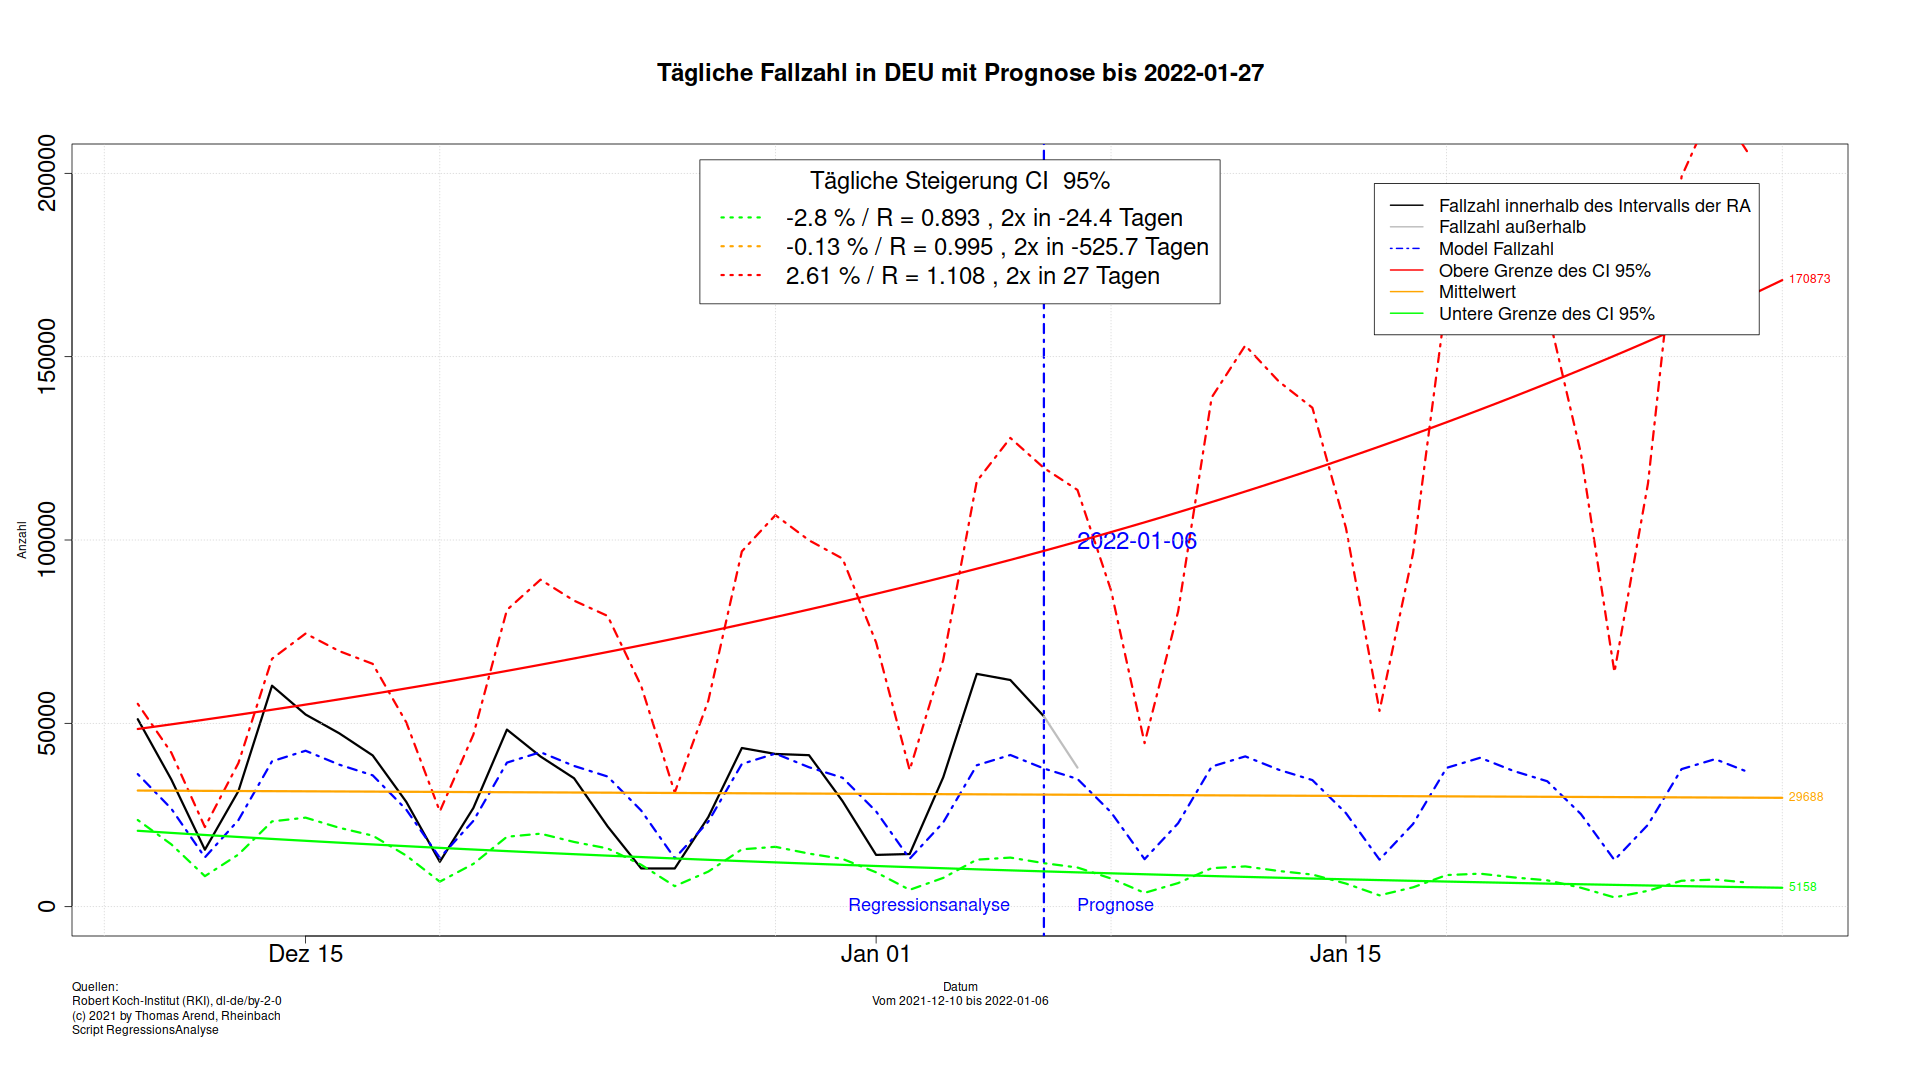 Tägliche Fallzahl in DEU mit Prognose bis 2022-01-27
Tägliche Steigerung CI  95%
-2.8 % / R = 0.893 , 2x in -24.4 Tagen
-0.13 % / R = 0.995 , 2x in -525.7 Tagen
2.61 % / R = 1.108 , 2x in 27 Tagen
Fallzahl innerhalb des Intervalls der RA
Fallzahl außerhalb
Model Fallzahl
Obere Grenze des CI 95%
Mittelwert
Untere Grenze des CI 95%
200000
150000
100000
50000
0
Anzahl
170873
29688
5158
2022-01-06
Regressionsanalyse
Prognose
Dez 15
Jan 01
Jan 15
Datum
Vom 2021-12-10 bis 2022-01-06
Quellen:
Robert Koch-Institut (RKI), dl-de/by-2-0
(c) 2021 by Thomas Arend, Rheinbach
Script RegressionsAnalyse